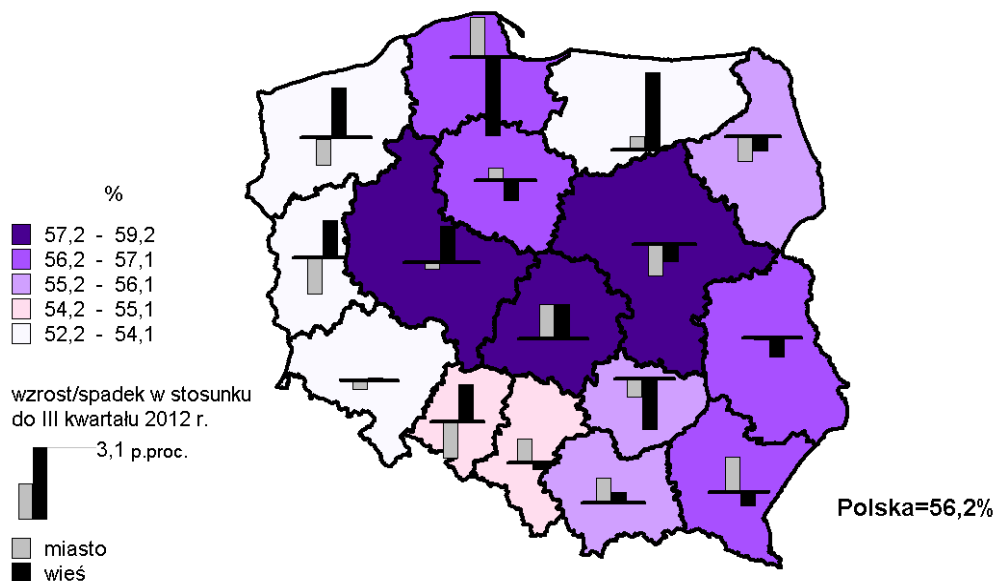 %
57,2 - 59,2
56,2 - 57,1
55,2 - 56,1
54,2 - 55,1
52,2 - 54,1
wzrost/spadek w stosunku
do III kwartału 2012 r.
3,1 p.proc.
miasto
wieś
Polska=56,2%